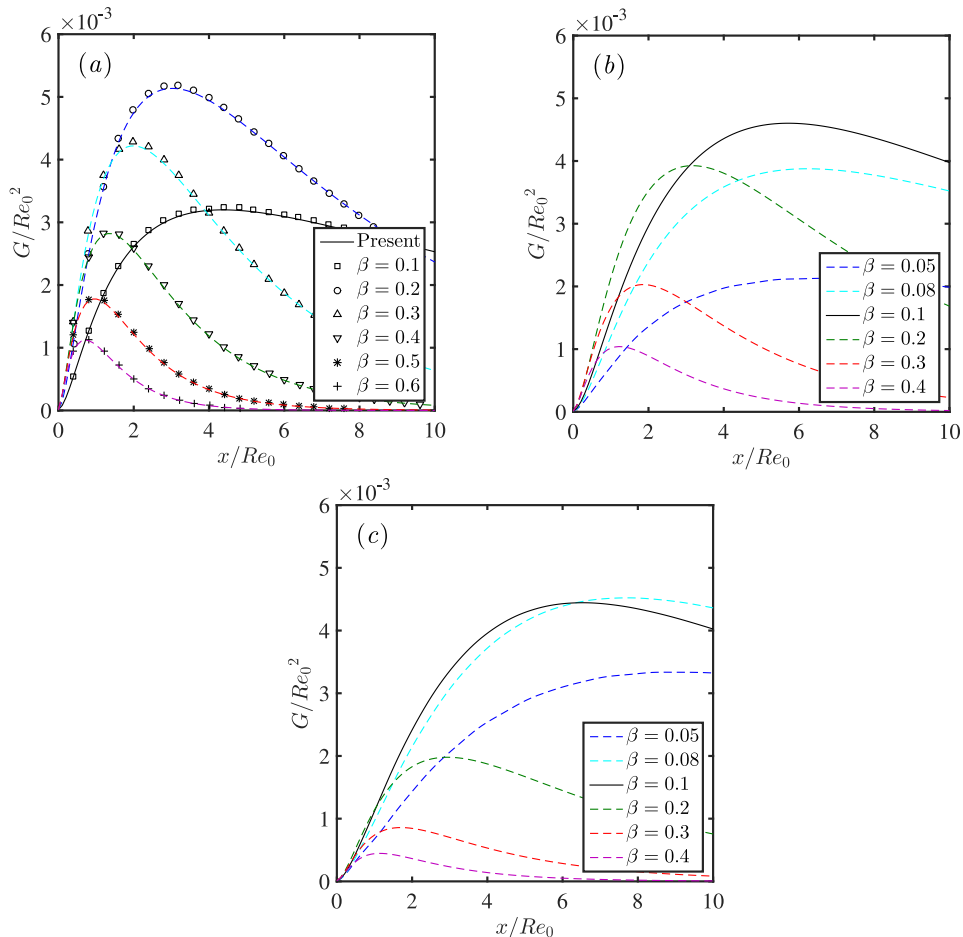 ×10⁻³
(a)
6
5
4
3
2
1
0
G/Re₀²
Present
β = 0.1
β = 0.2
β = 0.3
β = 0.4
β = 0.5
β = 0.6
0 2 4 6 8 10
x/Re₀
×10⁻³
(b)
6
5
4
3
2
1
0
G/Re₀²
β = 0.05
β = 0.08
β = 0.1
β = 0.2
β = 0.3
β = 0.4
0 2 4 6 8 10
x/Re₀
×10⁻³
(c)
6
5
4
3
2
1
0
G/Re₀²
β = 0.05
β = 0.08
β = 0.1
β = 0.2
β = 0.3
β = 0.4
0 2 4 6 8 10
x/Re₀